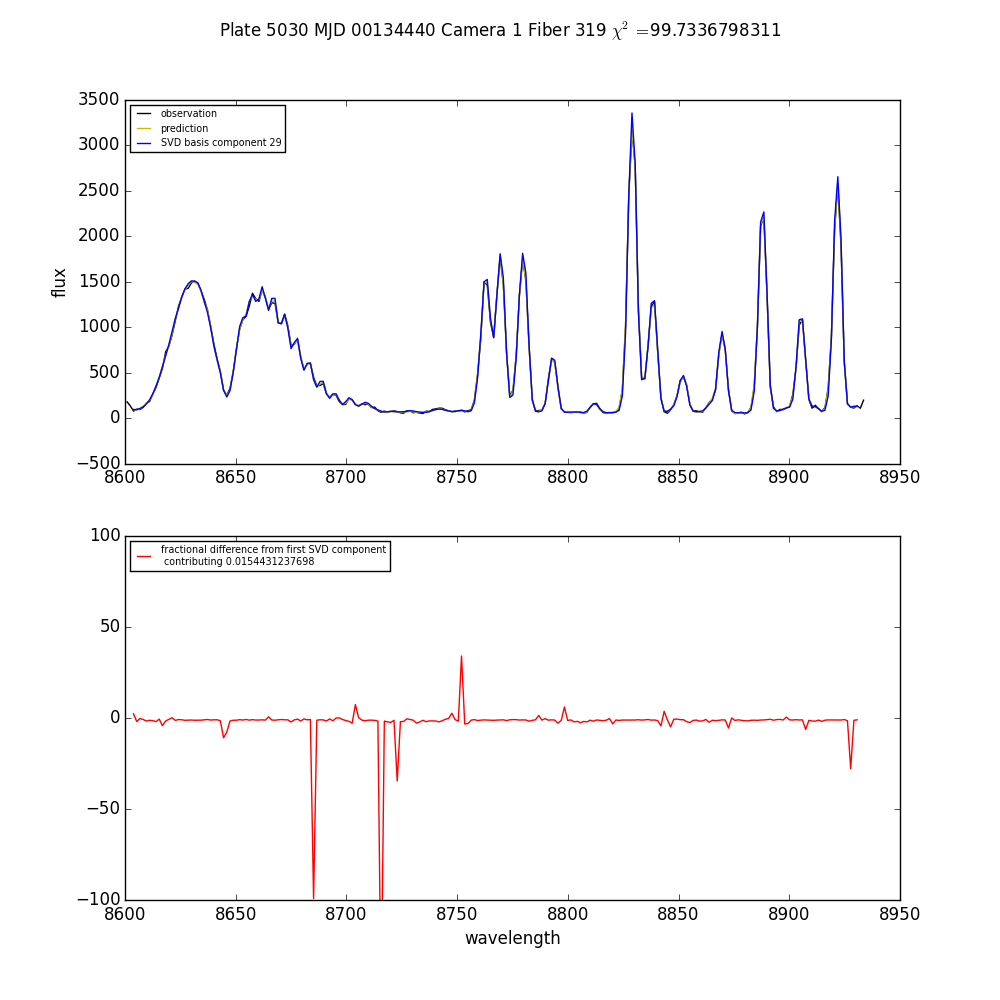 Plate 5030 MJD 00134440 Camera 1 Fiber 319 χ² =99.7336798311
3500
3000
2500
2000
1500
1000
500
0
−500
flux
observation
prediction
SVD basis component 29
8600 8650 8700 8750 8800 8850 8900 8950
100
50
0
−50
−100
fractional difference from first SVD component
contributing 0.0154431237698
8600 8650 8700 8750 8800 8850 8900 8950
wavelength